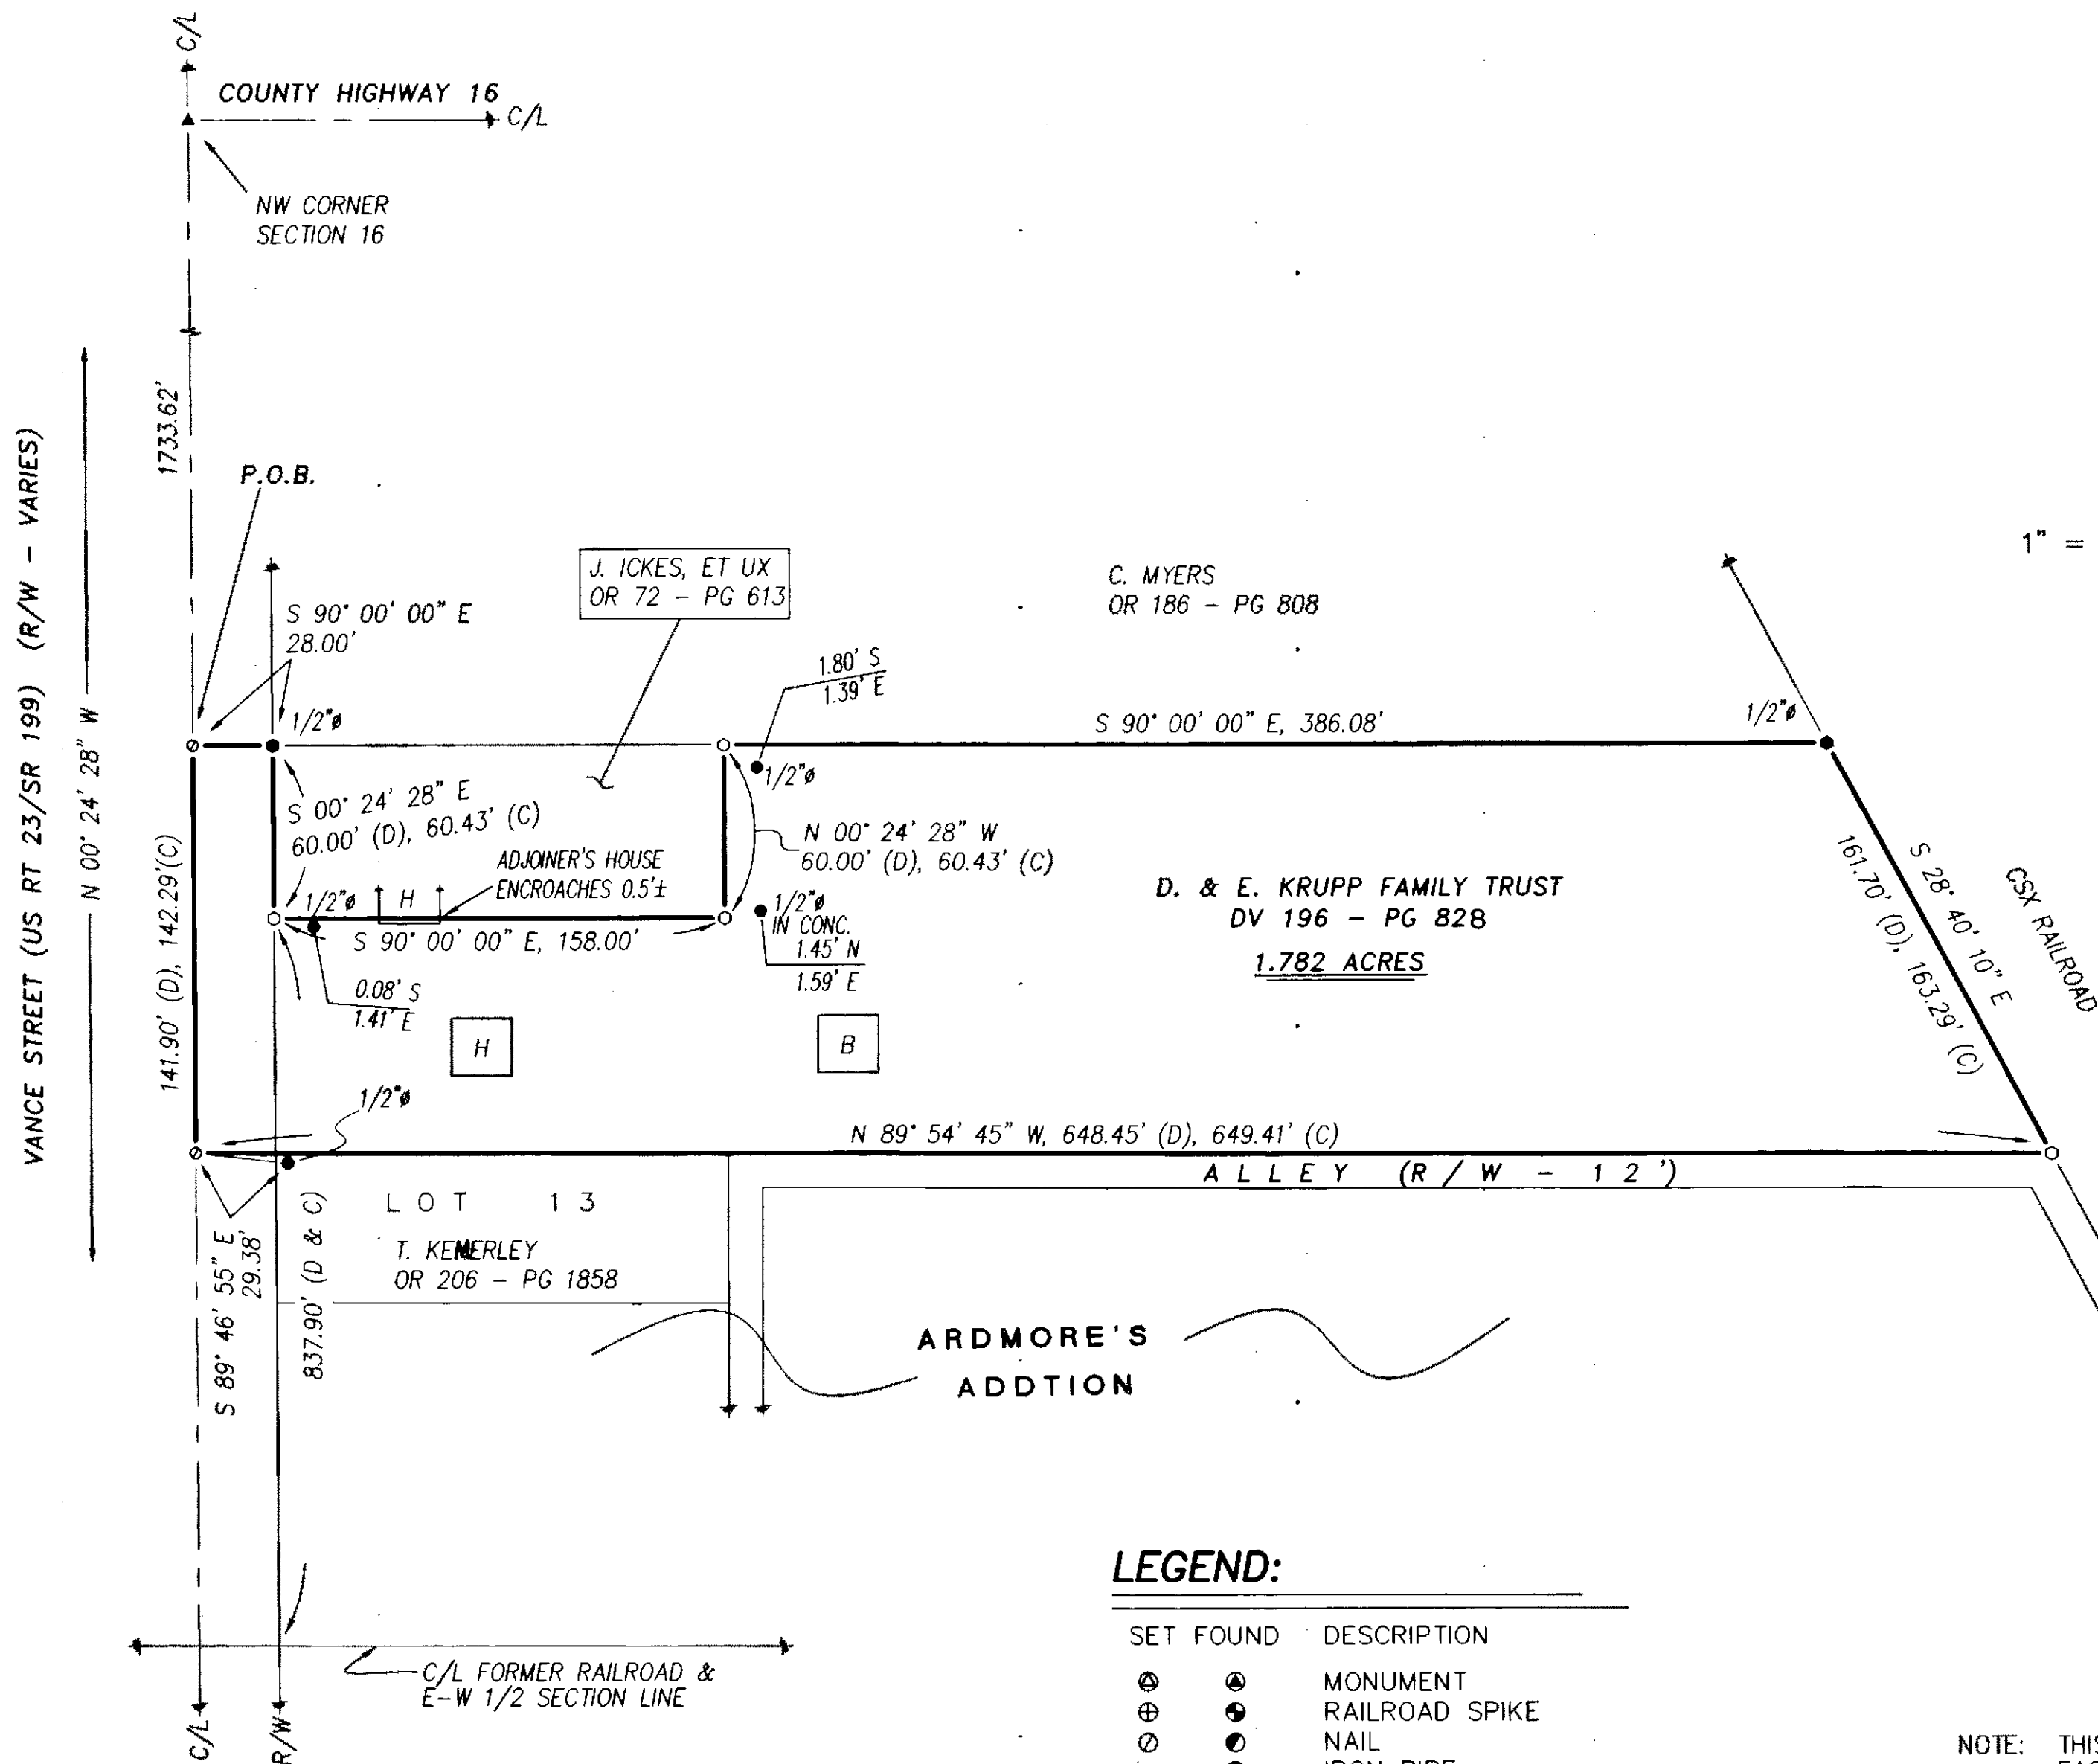 C/L
COUNTY HIGHWAY 16
C/L
NW CORNER
SECTION 16
1733.62'
P.O.B.
VANCE STREET (US RT 23/SR 199) (R/W - VARIES)
N 00° 24' 28" W
J. ICKES, ET UX
OR 72 - PG 613
C. MYERS
OR 186 - PG 808
1" =
S 90° 00' 00" E
28.00'
1.80' S
1.39' E
1/2"ø
S 90° 00' 00" E, 386.08'
1/2"ø
1/2"ø
S 00° 24' 28" E
60.00' (D), 60.43' (C)
N 00° 24' 28" W
60.00' (D), 60.43' (C)
ADJOINER'S HOUSE
ENCROACHES 0.5'±
1/2"ø
H
1/2"ø
IN CONC.
1.45' N
1.59' E
S 90° 00' 00" E, 158.00'
D. & E. KRUPP FAMILY TRUST
DV 196 - PG 828
1.782 ACRES
S 28° 40' 10" E
161.70' (D), 163.29' (C)
CSX RAILROAD
141.90' (D), 142.29'(C)
0.08' S
1.41' E
H
B
1/2"ø
N 89° 54' 45" W, 648.45' (D), 649.41' (C)
ALLEY (R/W - 12')
LOT 13
T. KEMERLEY
OR 206 - PG 1858
S 89° 46' 55" E
29.38'
837.90' (D & C)
ARDMORE'S
ADDTION
C/L FORMER RAILROAD &
E-W 1/2 SECTION LINE
C/L
R/W
LEGEND:
SET FOUND DESCRIPTION
MONUMENT
RAILROAD SPIKE
NAIL
NOTE: THIS